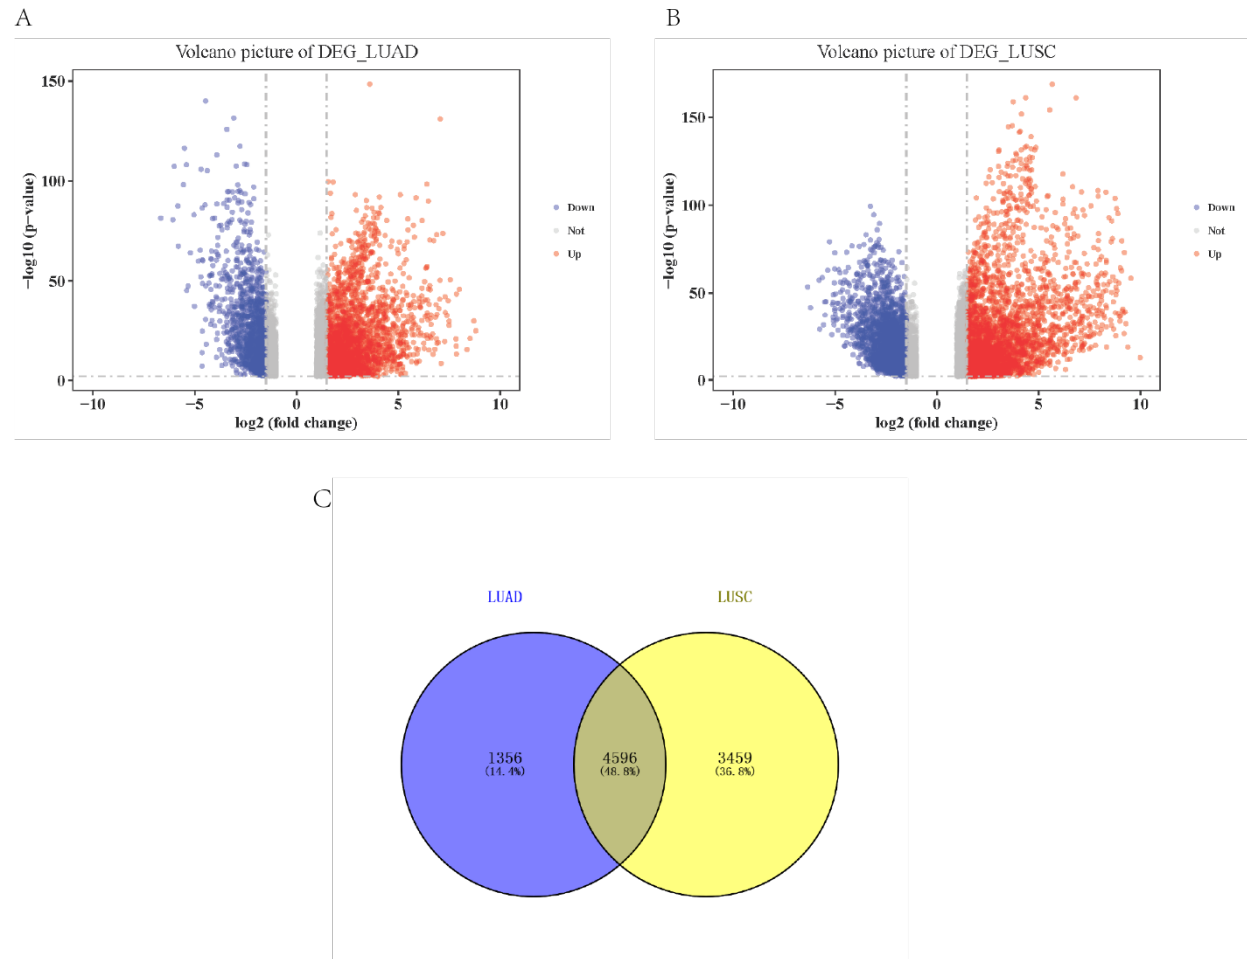 A
B
Volcano picture of DEG_LUAD
150
100
50
0
−log10 (p−value)
−10
−5
0
5
10
log2 (fold change)
Down
Not
Up
Volcano picture of DEG_LUSC
150
100
50
0
−log10 (p−value)
−10
−5
0
5
10
log2 (fold change)
Down
Not
Up
C
LUAD
LUSC
1356
(14.4%)
4596
(48.8%)
3459
(36.8%)